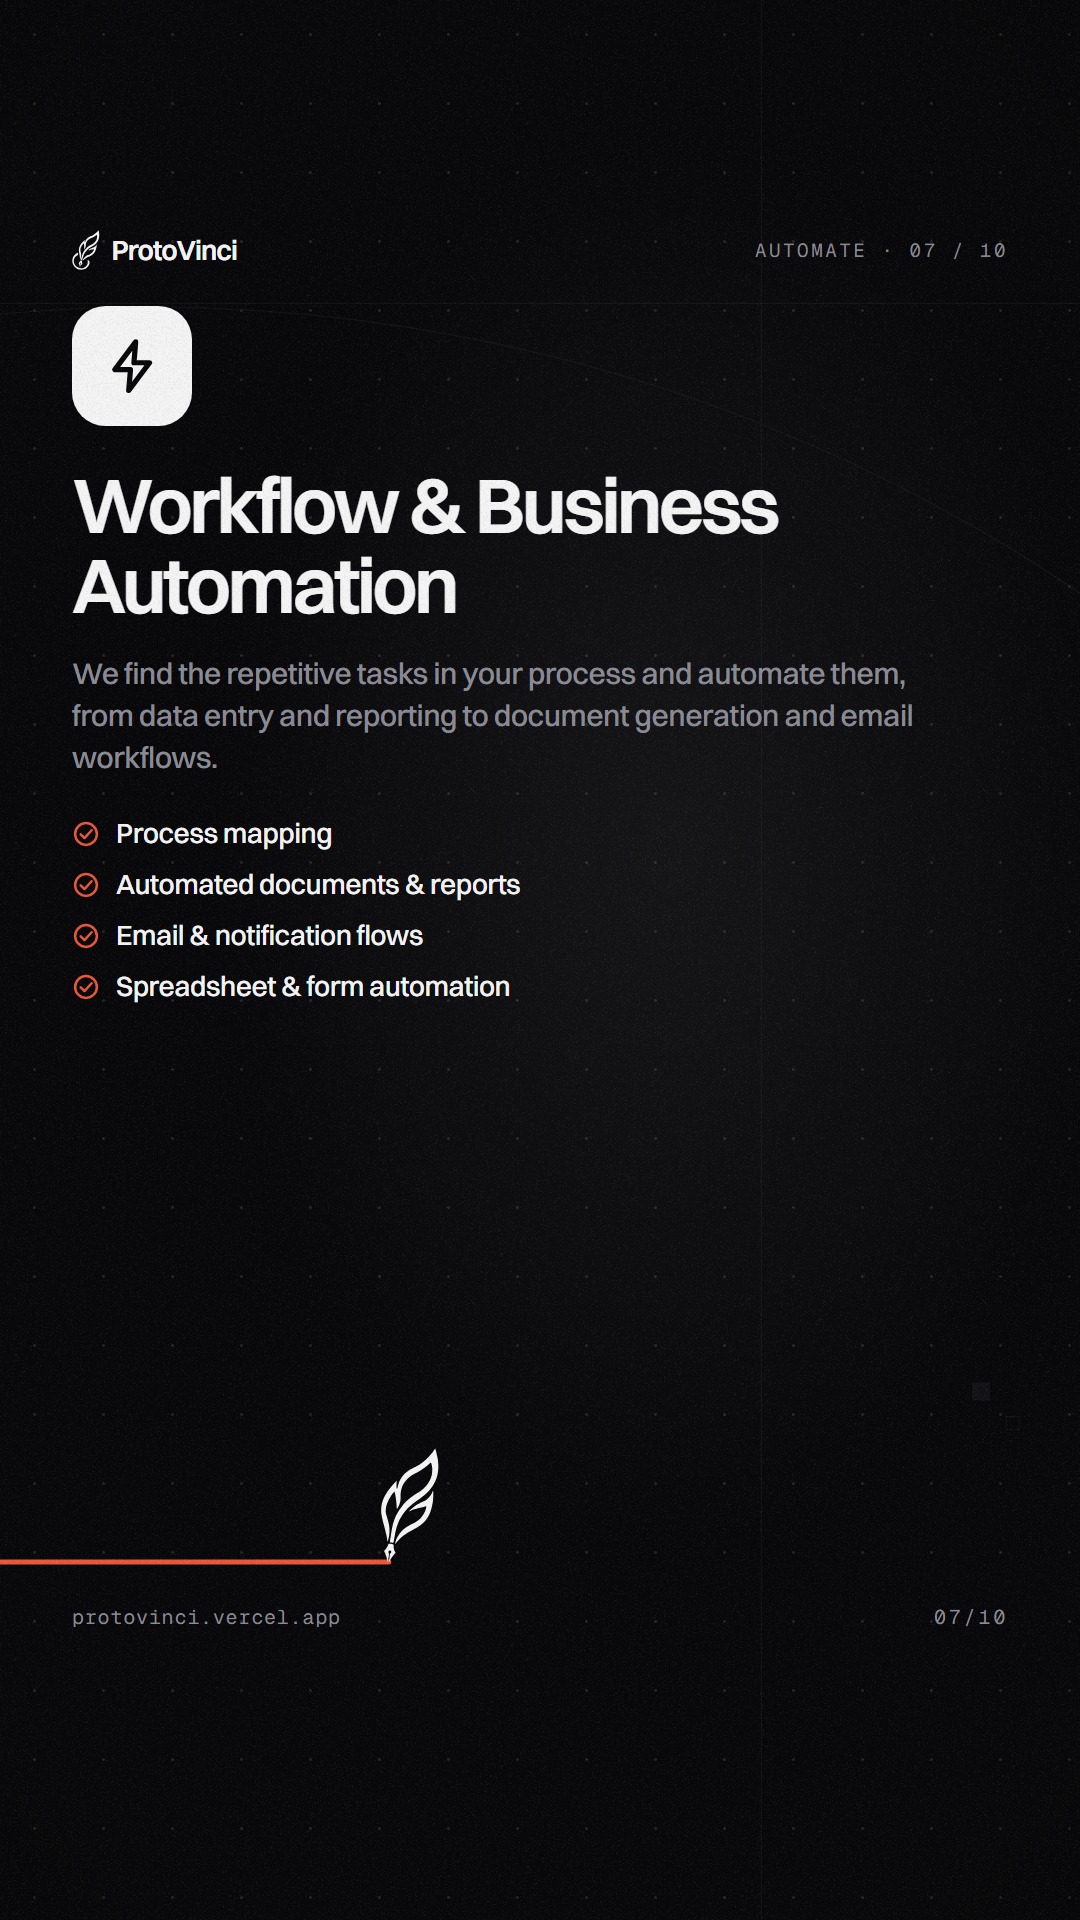 ProtoVinci
AUTOMATE · 07 / 10
Workflow & Business
Automation
We find the repetitive tasks in your process and automate them,
from data entry and reporting to document generation and email
workflows.
Process mapping
Automated documents & reports
Email & notification flows
Spreadsheet & form automation
protovinci.vercel.app
07/10